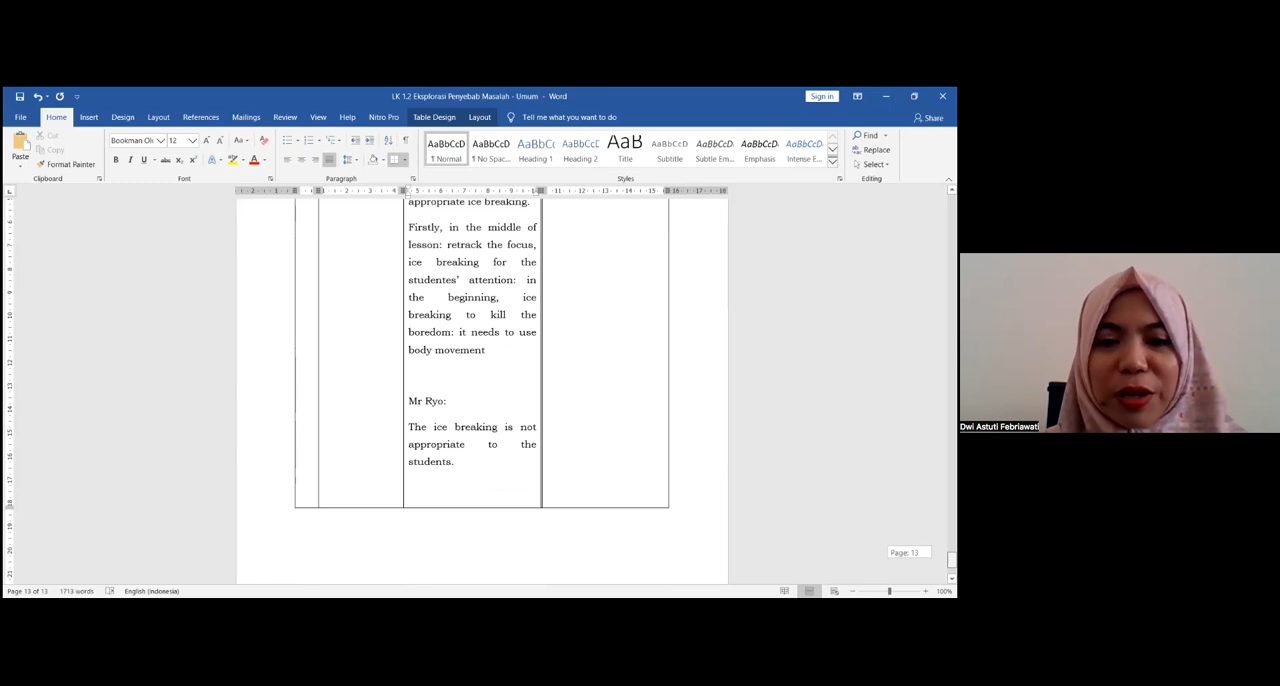 LK 1.2 Eksplorasi Penyebab Masalah - Umum - Word
Sign in
File Home Insert Design Layout References Mailings Review View Help Nitro Pro Table Design Layout Tell me what you want to do Share
Paste
Cut
Copy
Format Painter
Clipboard
Bookman Ol 12
Font
Paragraph
AaBbCcD AaBbCcD AaBbC AaBbCcD AaB AaBbCcD AaBbCcD AaBbCcD AaBbCcD
¶ Normal ¶ No Spac... Heading 1 Heading 2 Title Subtitle Subtle Em... Emphasis Intense E...
Styles
Find
Replace
Select
Editing
appropriate ice breaking.
Firstly, in the middle of
lesson: retrack the focus,
ice breaking for the
studentes' attention: in
the beginning, ice
breaking to kill the
boredom: it needs to use
body movement
Mr Ryo:
The ice breaking is not
appropriate to the
students.
Page: 13
Page 13 of 13 1713 words English (Indonesia) 100%
Dwi Astuti Febriawati